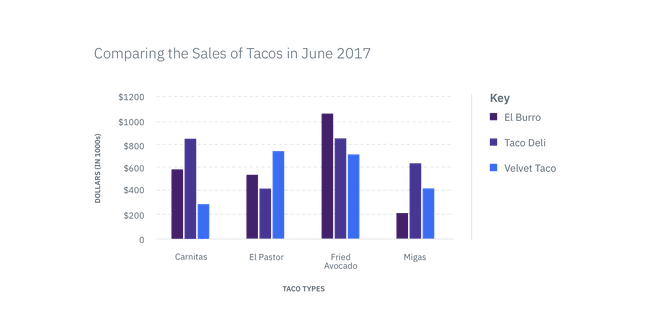 Comparing the Sales of Tacos in June 2017
$1200
$1000
$800
$600
$400
$200
0
DOLLARS (IN 1000s)
Carnitas
El Pastor
Fried
Avocado
Migas
TACO TYPES
Key
El Burro
Taco Deli
Velvet Taco